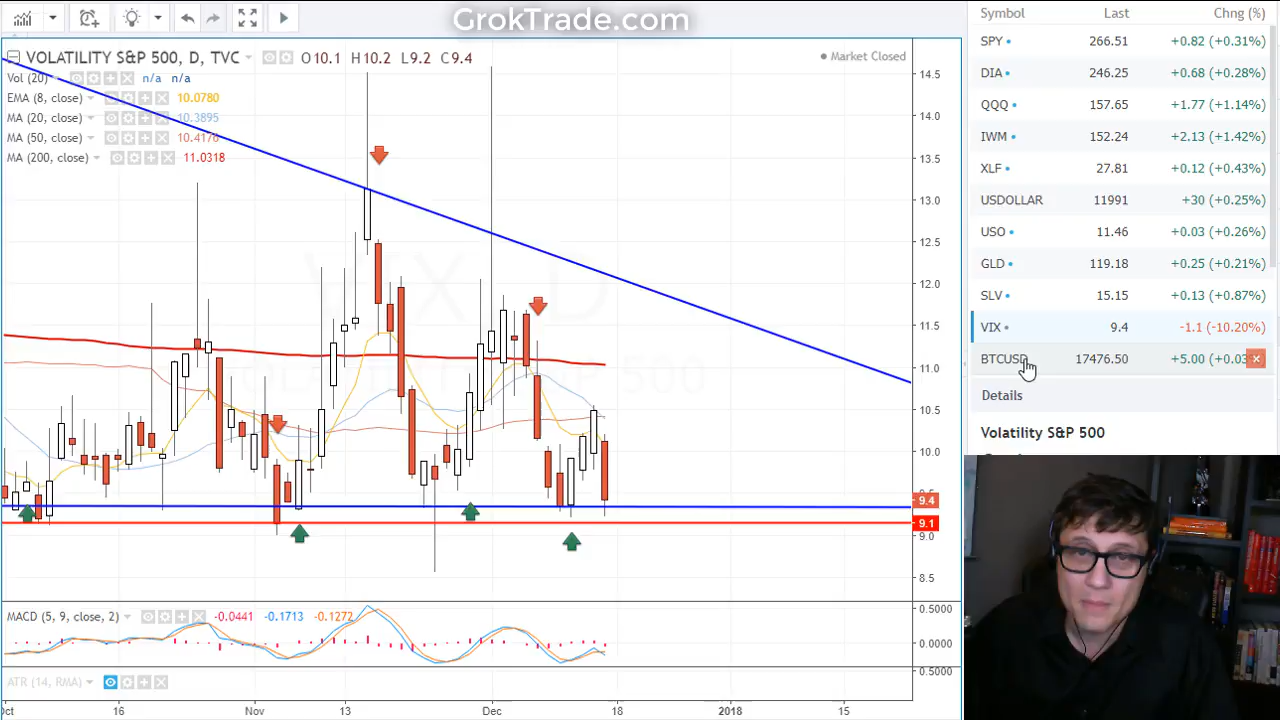 GrokTrade.com
VOLATILITY S&P 500, D, TVC O10.1 H10.2 L9.2 C9.4
Market Closed
Vol (20) n/a n/a
EMA (8, close) 10.0780
MA (20, close) 10.3895
MA (50, close) 10.4176
MA (200, close) 11.0318
14.5
14.0
13.5
13.0
12.5
12.0
11.5
11.0
10.5
10.0
9.4
9.1
9.0
8.5
MACD (5, 9, close, 2) -0.0441 -0.1713 -0.1272
0.5000
0.0000
0.5000
ATR (14, RMA)
Oct 16 Nov 13 Dec 18 2018 15
Symbol Last Chng (%)
SPY 266.51 +0.82 (+0.31%)
DIA 246.25 +0.68 (+0.28%)
QQQ 157.65 +1.77 (+1.14%)
IWM 152.24 +2.13 (+1.42%)
XLF 27.81 +0.12 (+0.43%)
USDOLLAR 11991 +30 (+0.25%)
USO 11.46 +0.03 (+0.26%)
GLD 119.18 +0.25 (+0.21%)
SLV 15.15 +0.13 (+0.87%)
VIX 9.4 -1.1 (-10.20%)
BTCUSD 17476.50 +5.00 (+0.03
Details
Volatility S&P 500